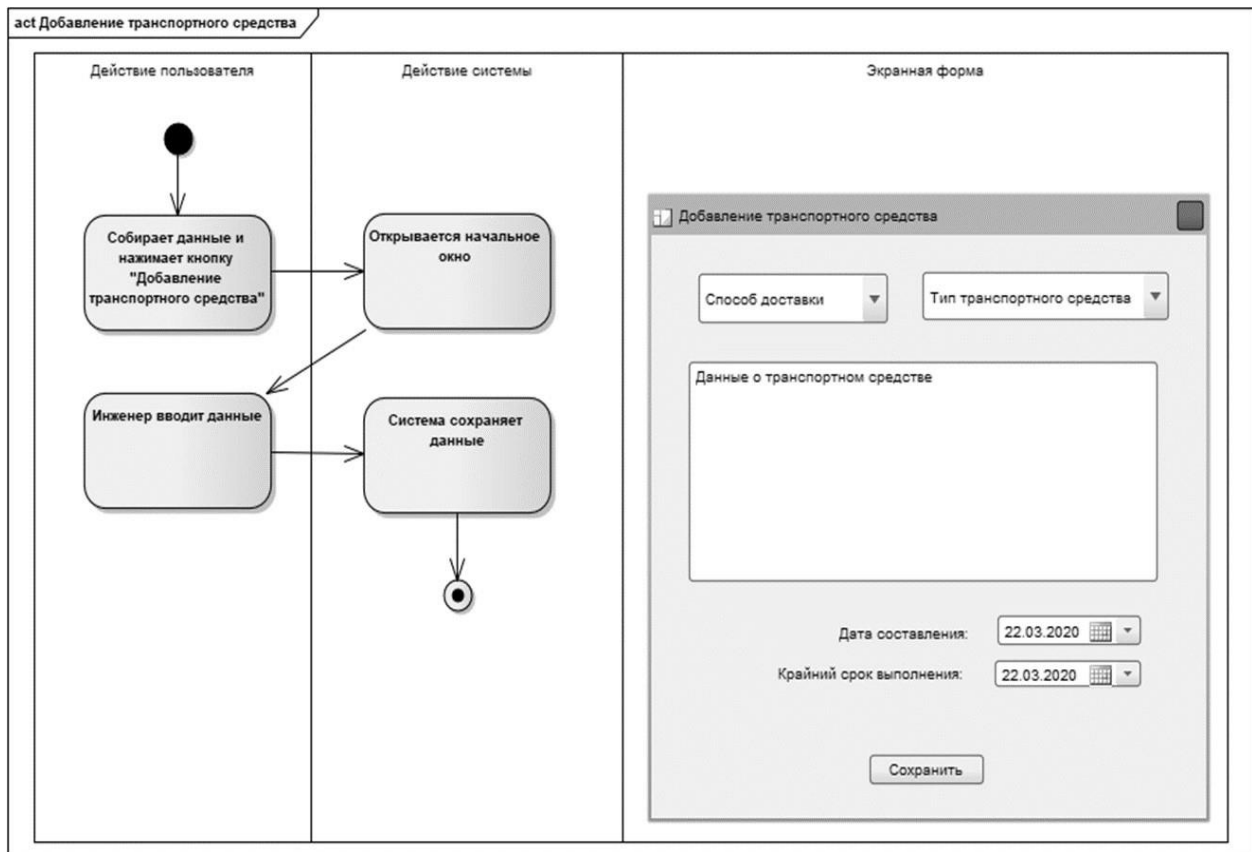 act Добавление транспортного средства
Действие пользователя
Действие системы
Экранная форма
Собирает данные и
нажимает кнопку
"Добавление
транспортного средства"
Открывается начальное
окно
Инженер вводит данные
Система сохраняет
данные
Добавление транспортного средства
Способ доставки
Тип транспортного средства
Данные о транспортном средстве
Дата составления:
22.03.2020
Крайний срок выполнения:
22.03.2020
Сохранить